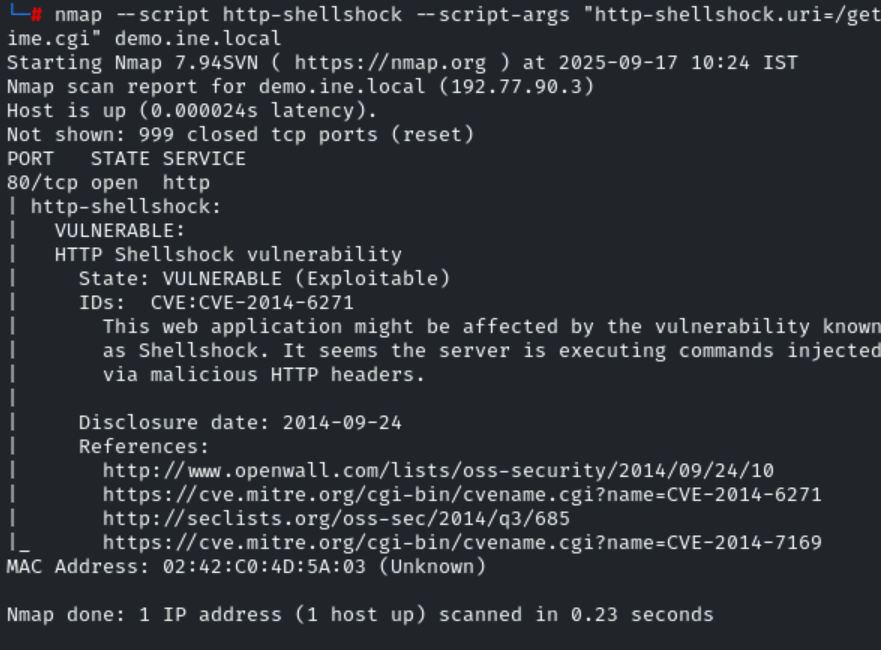 └─# nmap --script http-shellshock --script-args "http-shellshock.uri=/get
ime.cgi" demo.ine.local
Starting Nmap 7.94SVN ( https://nmap.org ) at 2025-09-17 10:24 IST
Nmap scan report for demo.ine.local (192.77.90.3)
Host is up (0.000024s latency).
Not shown: 999 closed tcp ports (reset)
PORT   STATE SERVICE
80/tcp open  http
| http-shellshock:
|   VULNERABLE:
|   HTTP Shellshock vulnerability
|     State: VULNERABLE (Exploitable)
|     IDs:  CVE:CVE-2014-6271
|       This web application might be affected by the vulnerability known
|       as Shellshock. It seems the server is executing commands injected
|       via malicious HTTP headers.
|
|     Disclosure date: 2014-09-24
|     References:
|       http://www.openwall.com/lists/oss-security/2014/09/24/10
|       https://cve.mitre.org/cgi-bin/cvename.cgi?name=CVE-2014-6271
|       http://seclists.org/oss-sec/2014/q3/685
|_      https://cve.mitre.org/cgi-bin/cvename.cgi?name=CVE-2014-7169
MAC Address: 02:42:C0:4D:5A:03 (Unknown)

Nmap done: 1 IP address (1 host up) scanned in 0.23 seconds